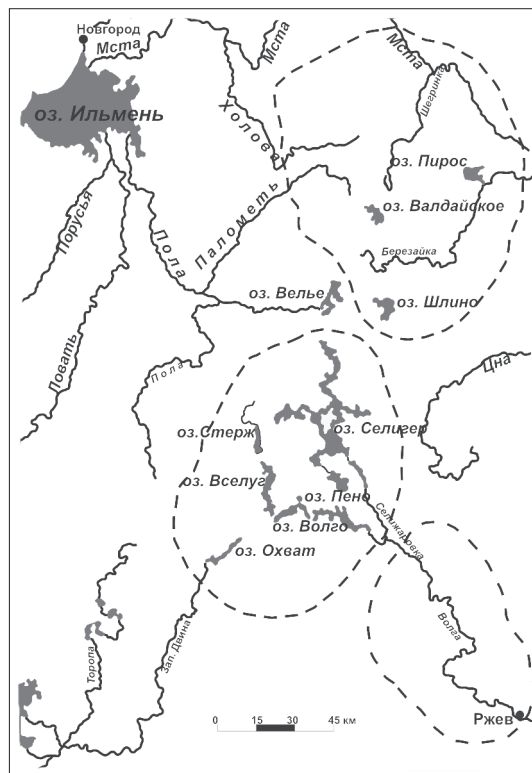 Новгород
Мста
Мста
Мста
оз. Ильмень
Холова
Шегринка
оз. Пирос
Порусья
Пола
Палометъ
оз. Валдайское
Березайка
оз. Велье
оз. Шлино
Ловать
Пола
Цна
оз.Стерж
оз. Селигер
оз. Вселуг
оз. Пено
оз. Волго
Селижаровка
оз. Охват
Торопа
Зап. Двина
Волга
Ржев
0 15 30 45 км